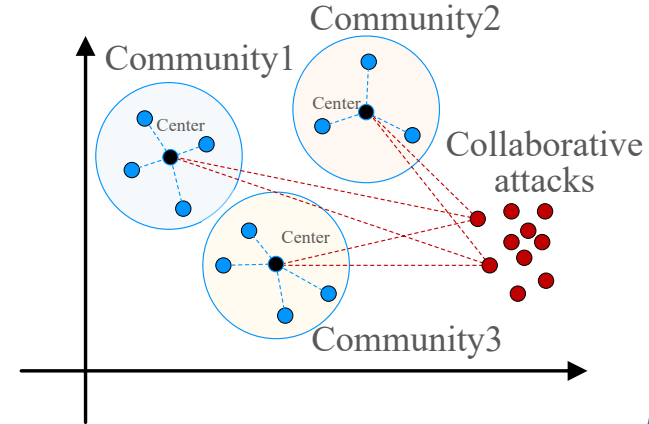 Community2
Community1
Center
Center
Collaborative
attacks
Center
Community3